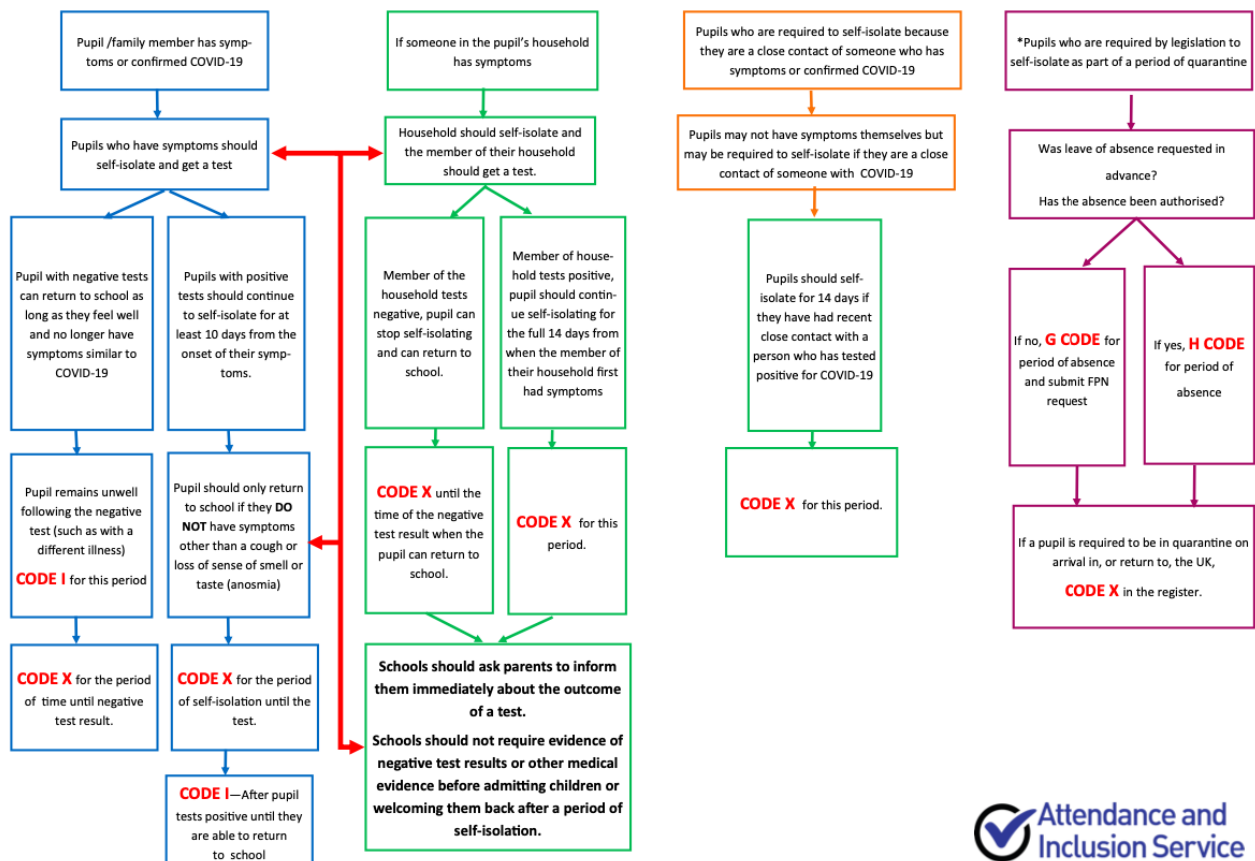 Pupil /family member has symp-
toms or confirmed COVID-19
Pupils who have symptoms should
self-isolate and get a test
Pupil with negative tests
can return to school as
long as they feel well
and no longer have
symptoms similar to
COVID-19
Pupils with positive
tests should continue
to self-isolate for at
least 10 days from the
onset of their symp-
toms.
Pupil remains unwell
following the negative
test (such as with a
different illness)
CODE I for this period
Pupil should only return
to school if they DO
NOT have symptoms
other than a cough or
loss of sense of smell or
taste (anosmia)
CODE X for the period
of time until negative
test result.
CODE X for the period
of self-isolation until the
test.
CODE I—After pupil
tests positive until they
are able to return
to school
If someone in the pupil's household
has symptoms
Household should self-isolate and
the member of their household
should get a test.
Member of the
household tests
negative, pupil can
stop self-isolating
and can return to
school.
Member of house-
hold tests positive,
pupil should contin-
ue self-isolating for
the full 14 days from
when the member of
their household first
had symptoms
CODE X until the
time of the negative
test result when the
pupil can return to
school.
CODE X for this
period.
Schools should ask parents to inform
them immediately about the outcome
of a test.
Schools should not require evidence of
negative test results or other medical
evidence before admitting children or
welcoming them back after a period of
self-isolation.
Pupils who are required to self-isolate because
they are a close contact of someone who has
symptoms or confirmed COVID-19
Pupils may not have symptoms themselves but
may be required to self-isolate if they are a close
contact of someone with COVID-19
Pupils should self-
isolate for 14 days if
they have had recent
close contact with a
person who has tested
positive for COVID-19
CODE X for this period.
*Pupils who are required by legislation to
self-isolate as part of a period of quarantine
Was leave of absence requested in
advance?
Has the absence been authorised?
If no, G CODE for
period of absence
and submit FPN
request
If yes, H CODE
for period of
absence
If a pupil is required to be in quarantine on
arrival in, or return to, the UK,
CODE X in the register.
Attendance and
Inclusion Service